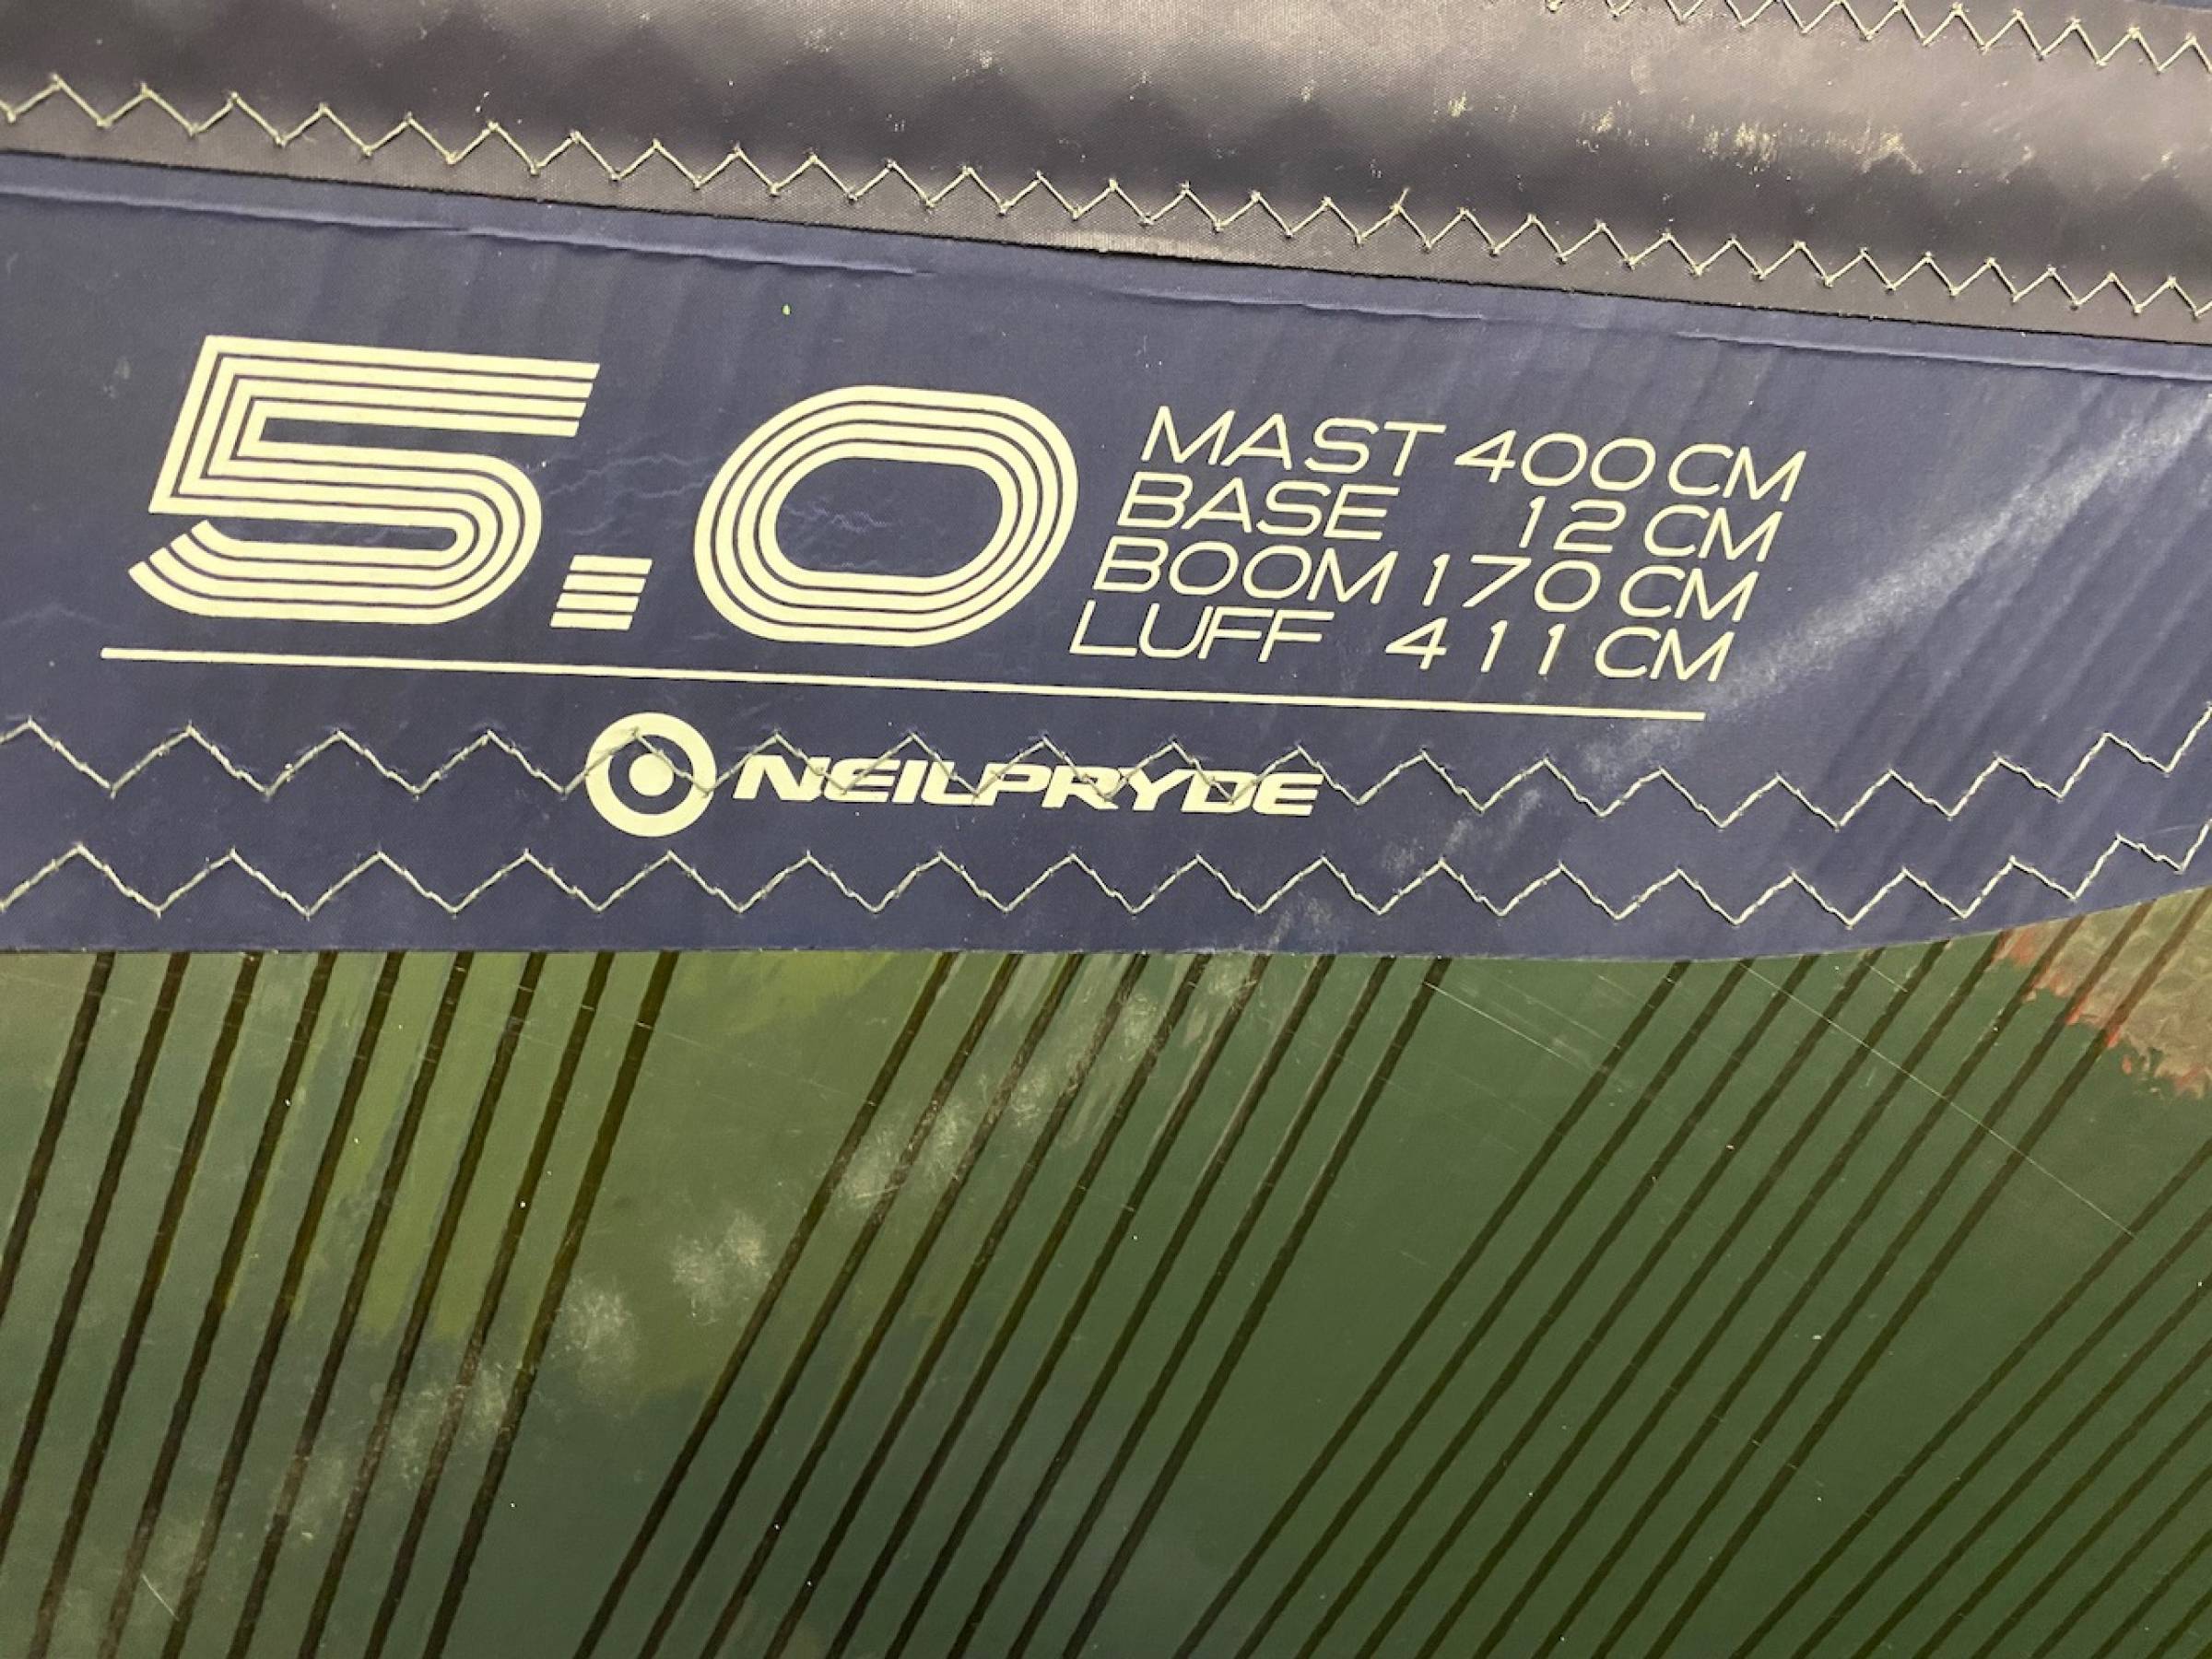 5.0
MAST 400 CM
BASE 12 CM
BOOM 170 CM
LUFF 411 CM
NEILPRYDE